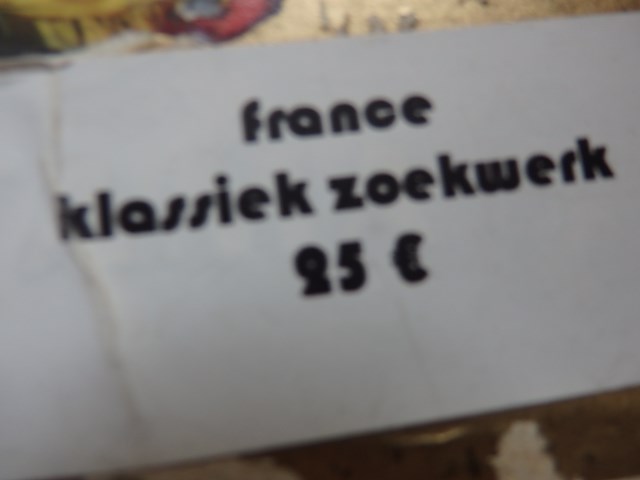 france
klassiek zoekwerk
25 €